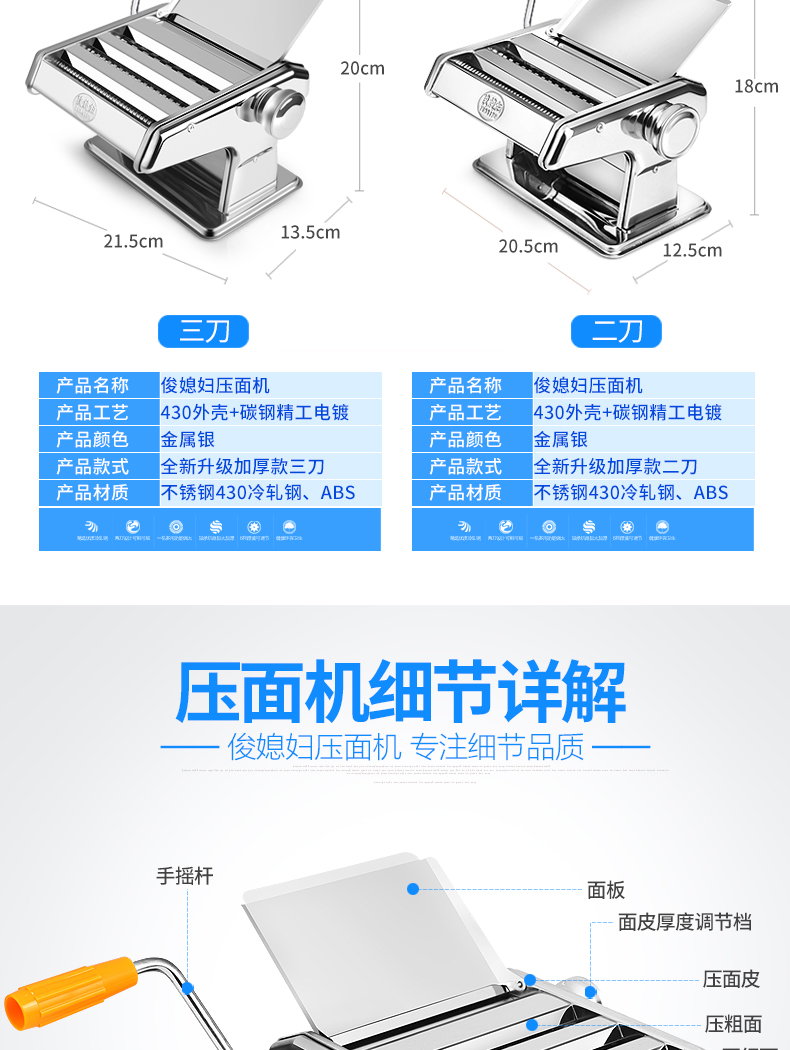 20cm
18cm
21.5cm
13.5cm
20.5cm
12.5cm
三刀
二刀
产品名称 俊媳妇压面机
产品工艺 430外壳+碳钢精工电镀
产品颜色 金属银
产品款式 全新升级加厚款三刀
产品材质 不锈钢430冷轧钢、ABS
产品名称 俊媳妇压面机
产品工艺 430外壳+碳钢精工电镀
产品颜色 金属银
产品款式 全新升级加厚款二刀
产品材质 不锈钢430冷轧钢、ABS
压面机细节详解
俊媳妇压面机 专注细节品质
手摇杆
面板
面皮厚度调节档
压面皮
压粗面